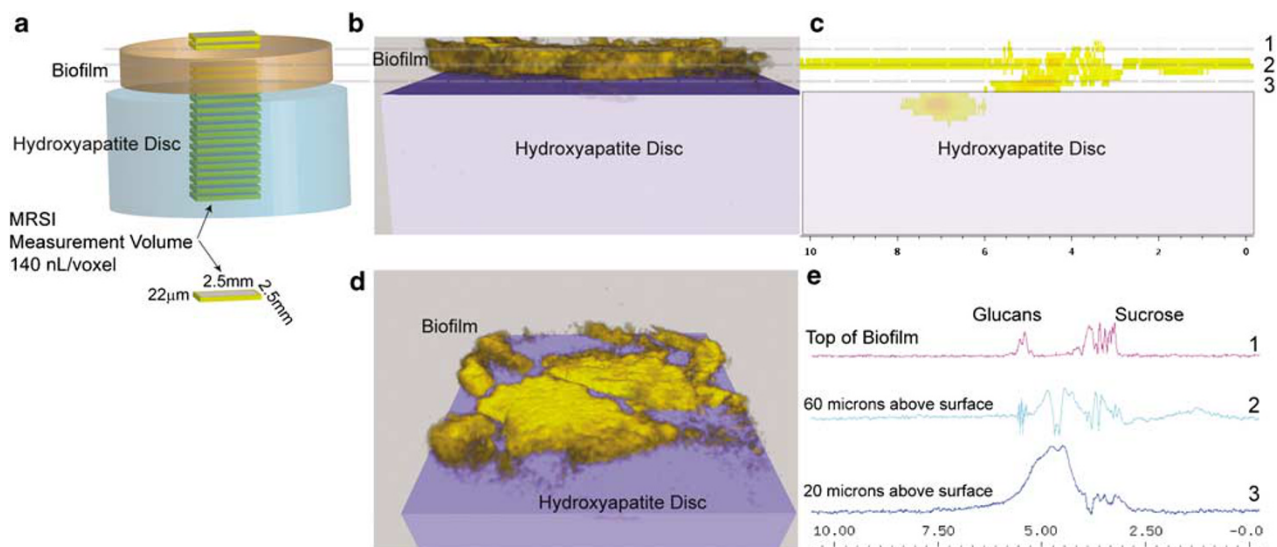 a
Biofilm
Hydroxyapatite Disc
MRSI
Measurement Volume
140 nL/voxel
2.5mm
2.5mm
22µm
b
Biofilm
Hydroxyapatite Disc
c
1
2
3
Hydroxyapatite Disc
10 8 6 4 2 0
d
Biofilm
Hydroxyapatite Disc
e
Glucans Sucrose
Top of Biofilm 1
60 microns above surface 2
20 microns above surface 3
10.00 7.50 5.00 2.50 -0.0